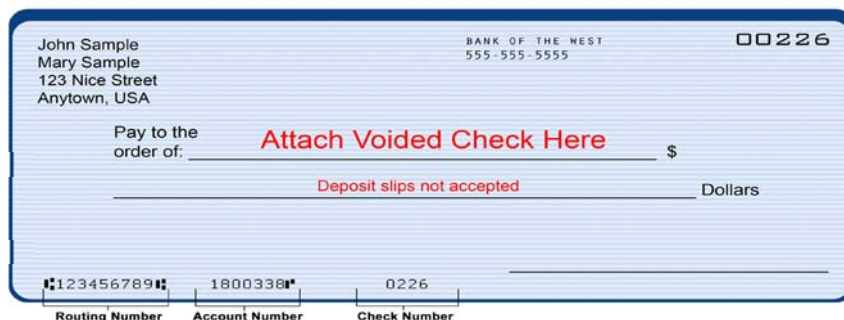 John Sample
Mary Sample
123 Nice Street
Anytown, USA
BANK OF THE WEST
555-555-5555
00226
Pay to the
order of: Attach Voided Check Here $
Deposit slips not accepted Dollars
⑆123456789⑆ 1800338⑈ 0226
Routing Number Account Number Check Number